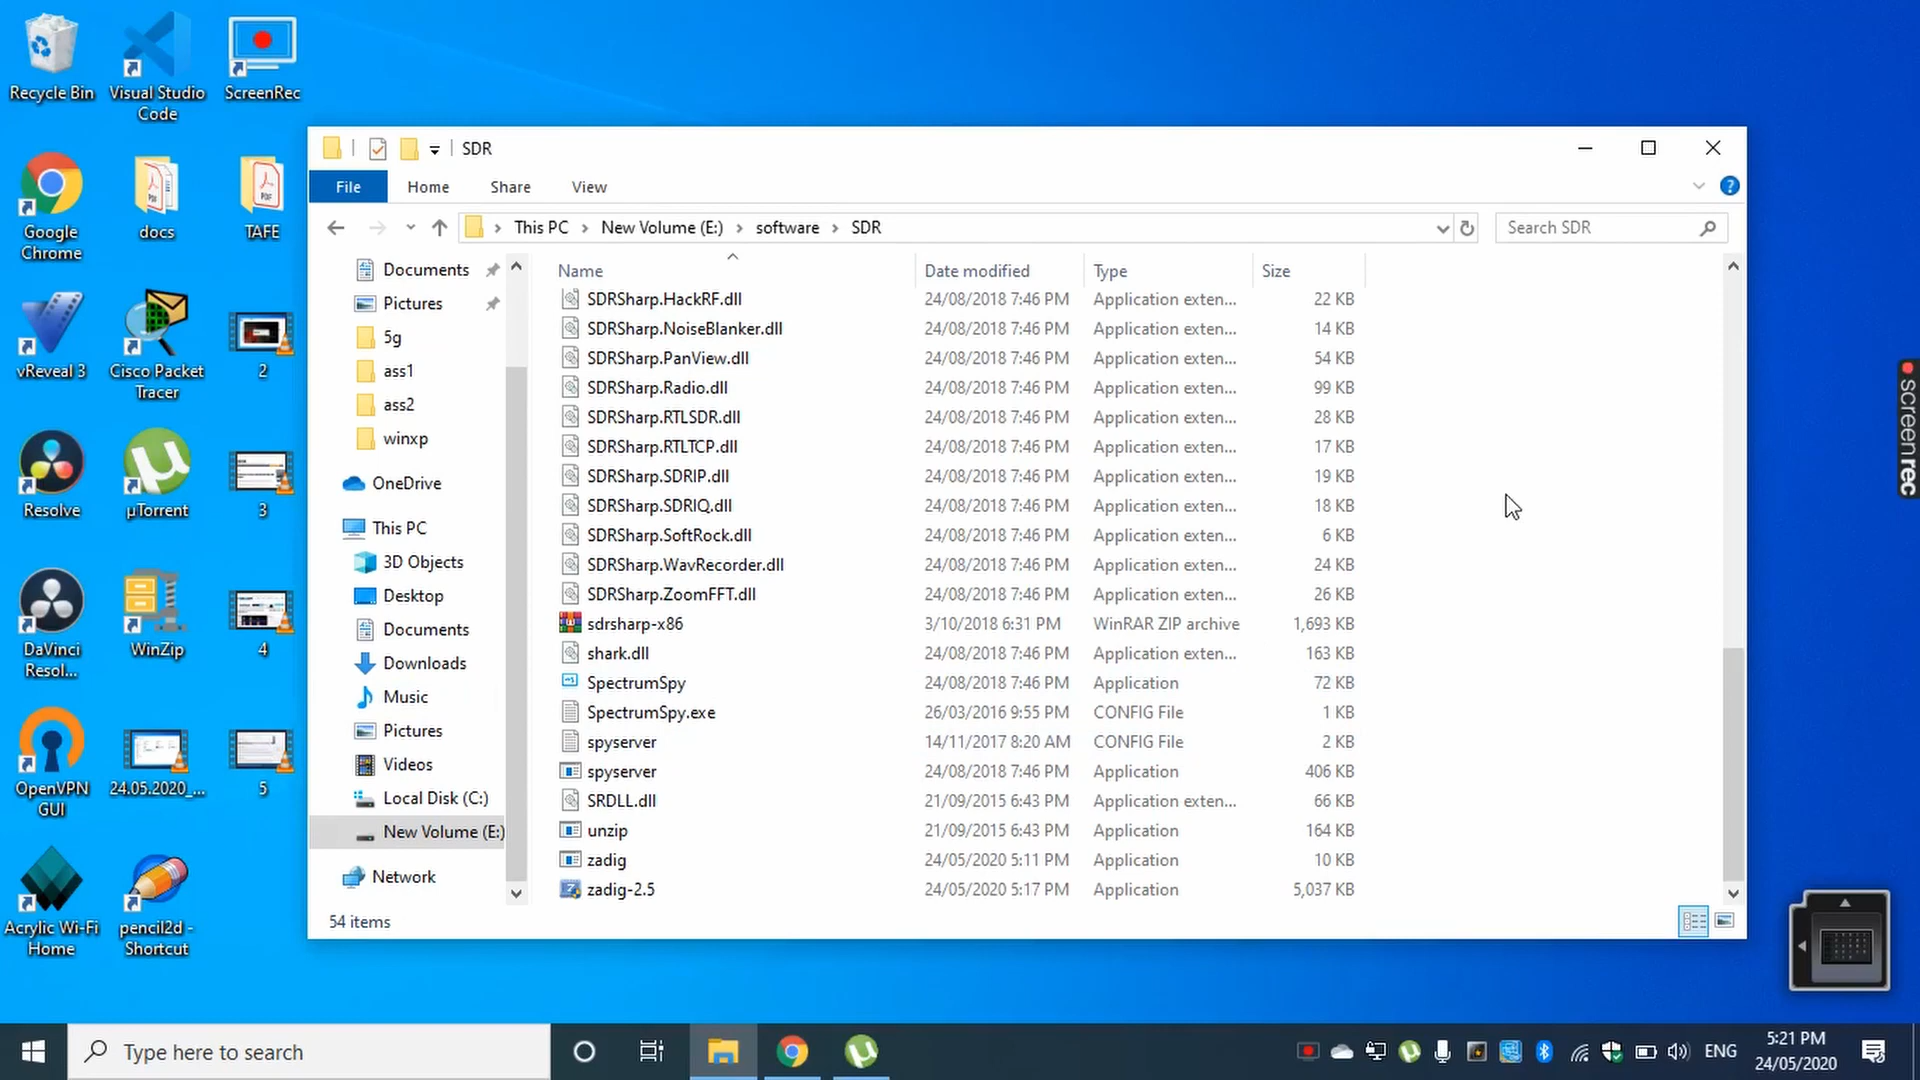 Recycle Bin
Visual Studio
Code
ScreenRec
Google
Chrome
docs
TAFE
vReveal 3
Cisco Packet
Tracer
2
Resolve
µTorrent
3
DaVinci
Resol...
WinZip
4
OpenVPN
GUI
24.05.2020_...
5
Acrylic Wi-Fi
Home
pencil2d -
Shortcut
SDR
File Home Share View
This PC > New Volume (E:) > software > SDR
Search SDR
Documents
Pictures
5g
ass1
ass2
winxp
OneDrive
This PC
3D Objects
Desktop
Documents
Downloads
Music
Pictures
Videos
Local Disk (C:)
New Volume (E:)
Network
Name Date modified Type Size
SDRSharp.HackRF.dll 24/08/2018 7:46 PM Application exten... 22 KB
SDRSharp.NoiseBlanker.dll 24/08/2018 7:46 PM Application exten... 14 KB
SDRSharp.PanView.dll 24/08/2018 7:46 PM Application exten... 54 KB
SDRSharp.Radio.dll 24/08/2018 7:46 PM Application exten... 99 KB
SDRSharp.RTLSDR.dll 24/08/2018 7:46 PM Application exten... 28 KB
SDRSharp.RTLTCP.dll 24/08/2018 7:46 PM Application exten... 17 KB
SDRSharp.SDRIP.dll 24/08/2018 7:46 PM Application exten... 19 KB
SDRSharp.SDRIQ.dll 24/08/2018 7:46 PM Application exten... 18 KB
SDRSharp.SoftRock.dll 24/08/2018 7:46 PM Application exten... 6 KB
SDRSharp.WavRecorder.dll 24/08/2018 7:46 PM Application exten... 24 KB
SDRSharp.ZoomFFT.dll 24/08/2018 7:46 PM Application exten... 26 KB
sdrsharp-x86 3/10/2018 6:31 PM WinRAR ZIP archive 1,693 KB
shark.dll 24/08/2018 7:46 PM Application exten... 163 KB
SpectrumSpy 24/08/2018 7:46 PM Application 72 KB
SpectrumSpy.exe 26/03/2016 9:55 PM CONFIG File 1 KB
spyserver 14/11/2017 8:20 AM CONFIG File 2 KB
spyserver 24/08/2018 7:46 PM Application 406 KB
SRDLL.dll 21/09/2015 6:43 PM Application exten... 66 KB
unzip 21/09/2015 6:43 PM Application 164 KB
zadig 24/05/2020 5:11 PM Application 10 KB
zadig-2.5 24/05/2020 5:17 PM Application 5,037 KB
54 items
screenrec
Type here to search
ENG
5:21 PM
24/05/2020